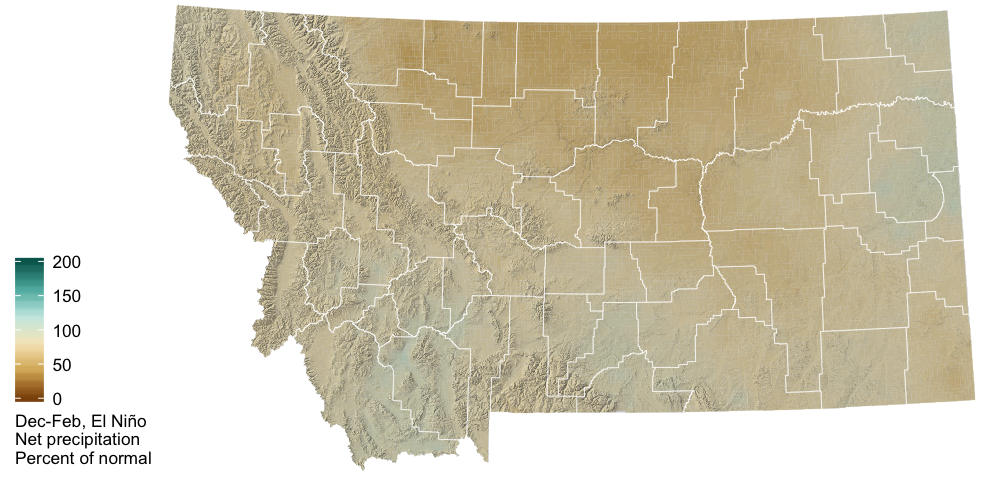 200
150
100
50
0
Dec-Feb, El Niño
Net precipitation
Percent of normal